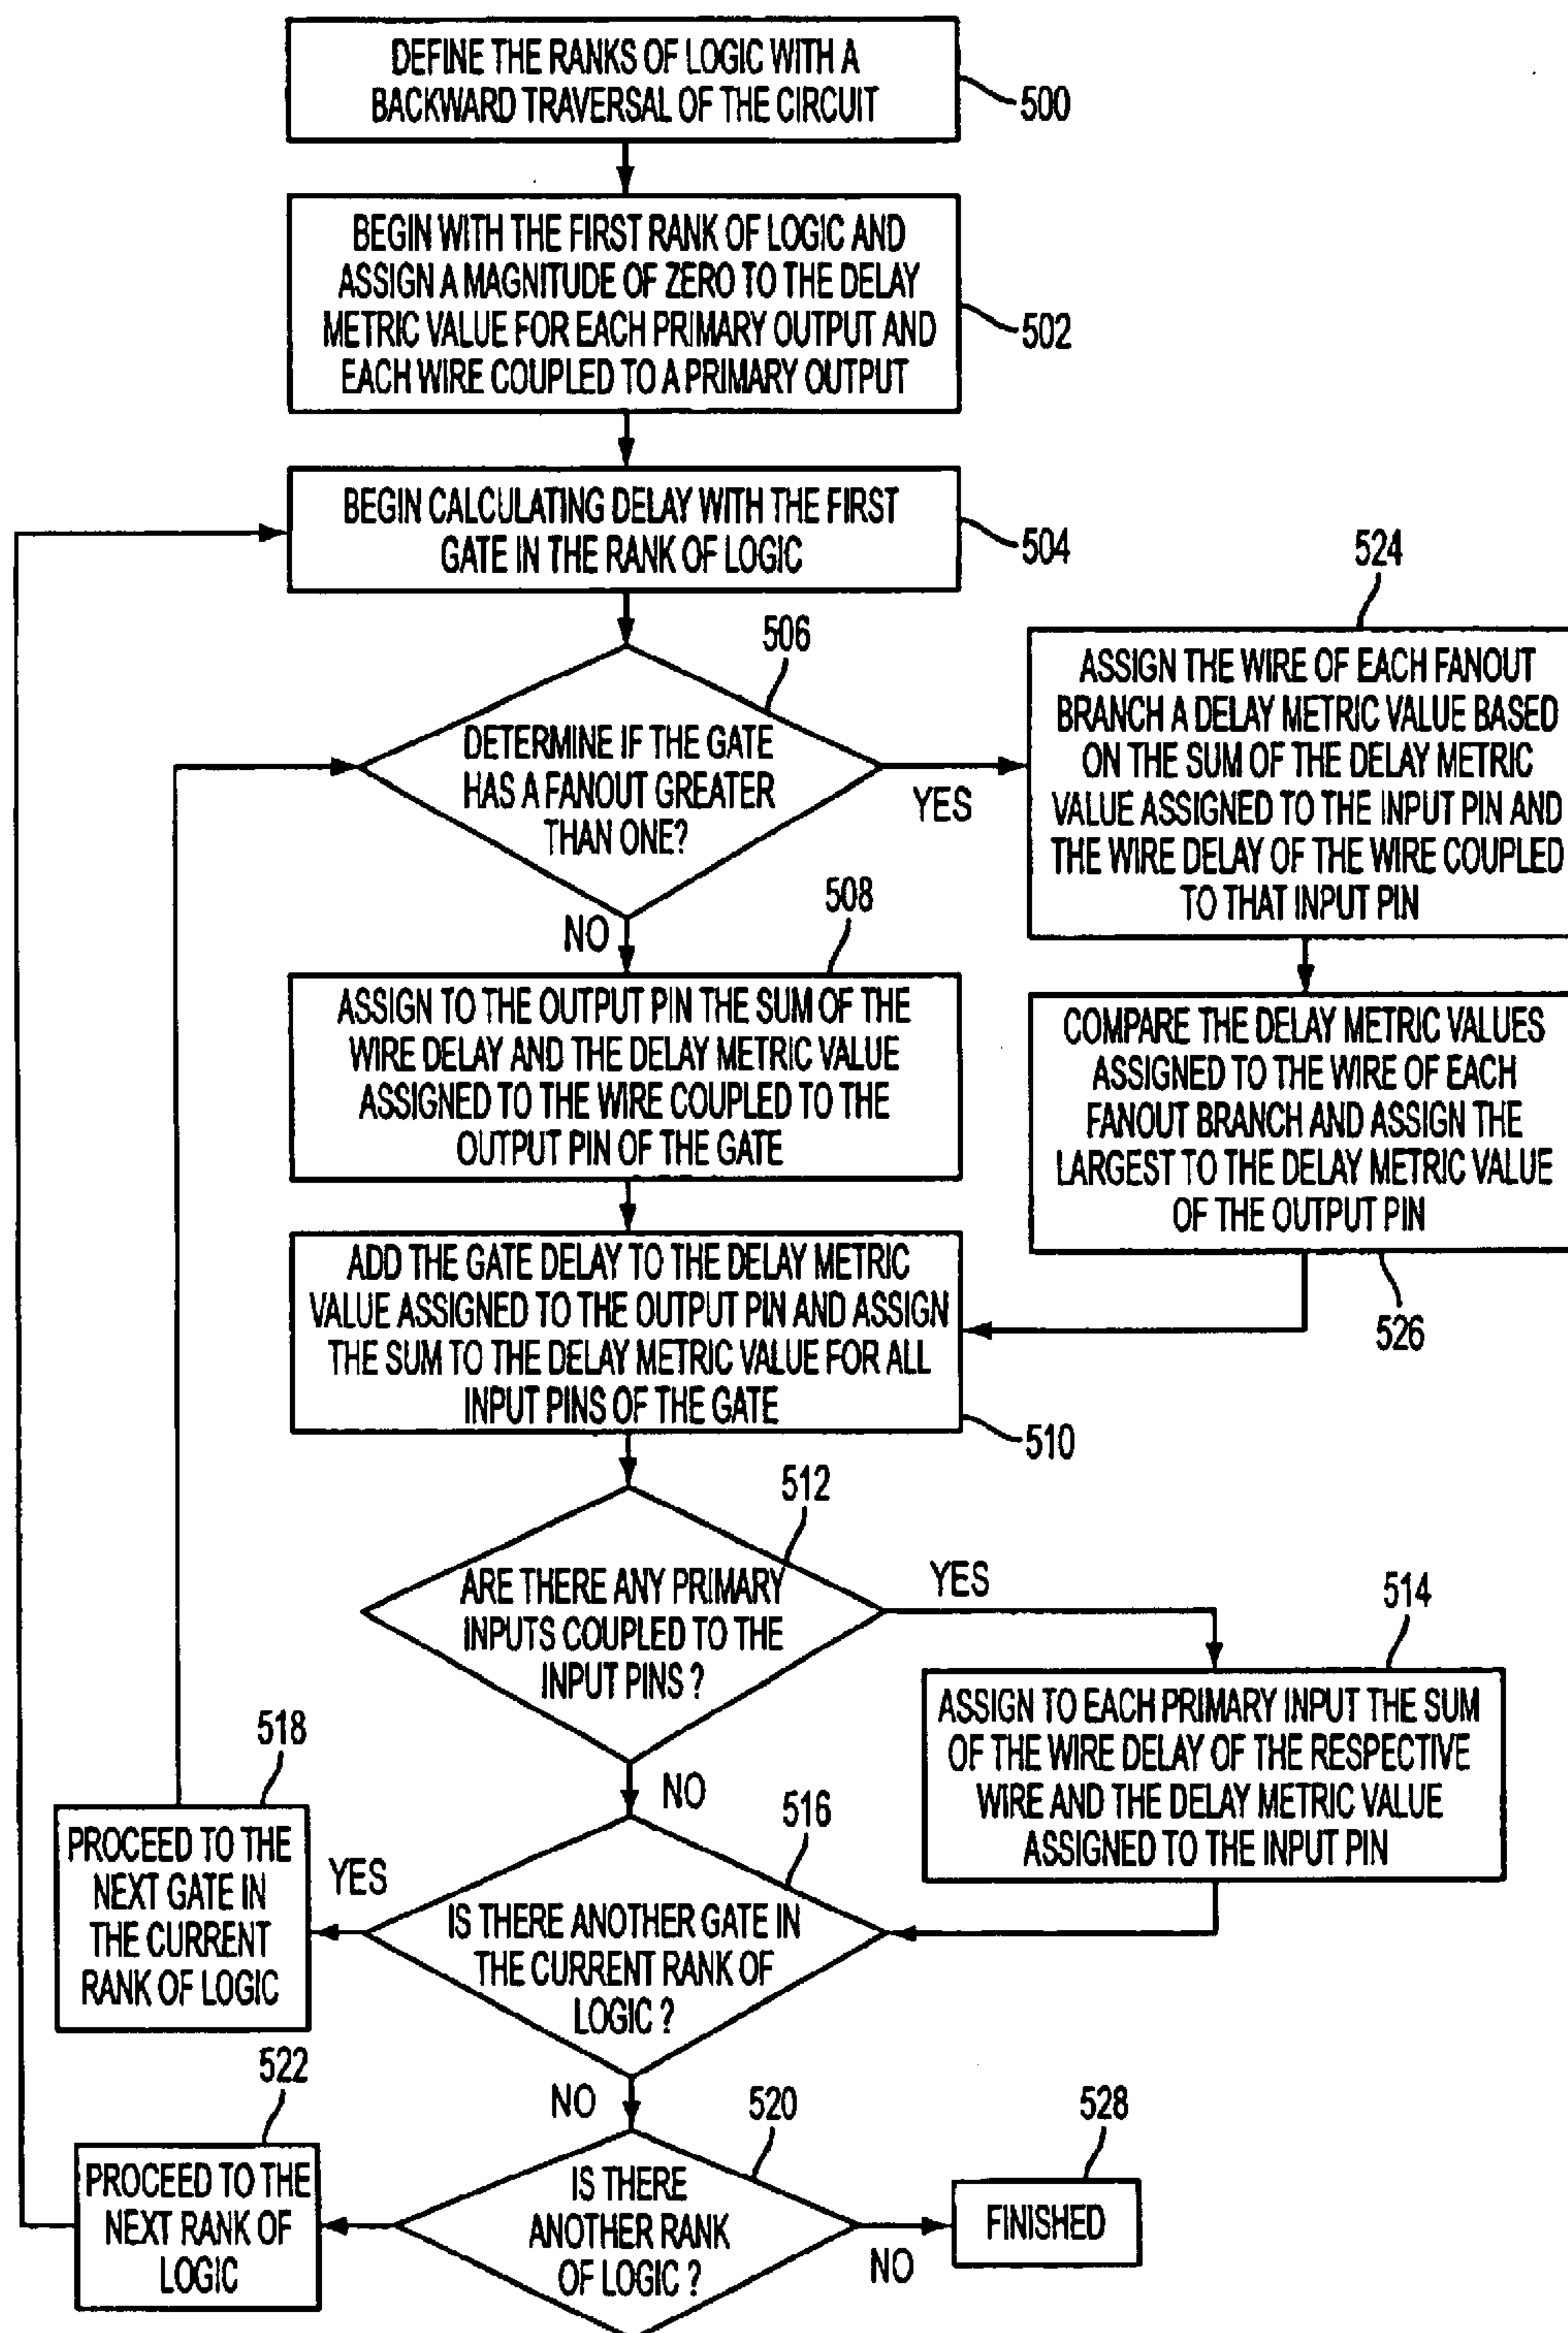 DEFINE THE RANKS OF LOGIC WITH A
BACKWARD TRAVERSAL OF THE CIRCUIT
500
BEGIN WITH THE FIRST RANK OF LOGIC AND
ASSIGN A MAGNITUDE OF ZERO TO THE DELAY
METRIC VALUE FOR EACH PRIMARY OUTPUT AND
EACH WIRE COUPLED TO A PRIMARY OUTPUT
502
BEGIN CALCULATING DELAY WITH THE FIRST
GATE IN THE RANK OF LOGIC
504
506
DETERMINE IF THE GATE
HAS A FANOUT GREATER
THAN ONE?
YES
NO
524
ASSIGN THE WIRE OF EACH FANOUT
BRANCH A DELAY METRIC VALUE BASED
ON THE SUM OF THE DELAY METRIC
VALUE ASSIGNED TO THE INPUT PIN AND
THE WIRE DELAY OF THE WIRE COUPLED
TO THAT INPUT PIN
508
ASSIGN TO THE OUTPUT PIN THE SUM OF THE
WIRE DELAY AND THE DELAY METRIC VALUE
ASSIGNED TO THE WIRE COUPLED TO THE
OUTPUT PIN OF THE GATE
COMPARE THE DELAY METRIC VALUES
ASSIGNED TO THE WIRE OF EACH
FANOUT BRANCH AND ASSIGN THE
LARGEST TO THE DELAY METRIC VALUE
OF THE OUTPUT PIN
526
ADD THE GATE DELAY TO THE DELAY METRIC
VALUE ASSIGNED TO THE OUTPUT PIN AND ASSIGN
THE SUM TO THE DELAY METRIC VALUE FOR ALL
INPUT PINS OF THE GATE
510
512
ARE THERE ANY PRIMARY
INPUTS COUPLED TO THE
INPUT PINS ?
YES
NO
514
ASSIGN TO EACH PRIMARY INPUT THE SUM
OF THE WIRE DELAY OF THE RESPECTIVE
WIRE AND THE DELAY METRIC VALUE
ASSIGNED TO THE INPUT PIN
516
IS THERE ANOTHER GATE IN
THE CURRENT RANK OF
LOGIC ?
YES
518
PROCEED TO THE
NEXT GATE IN
THE CURRENT
RANK OF LOGIC
NO
520
IS THERE
ANOTHER RANK
OF LOGIC ?
522
PROCEED TO THE
NEXT RANK OF
LOGIC
NO
528
FINISHED